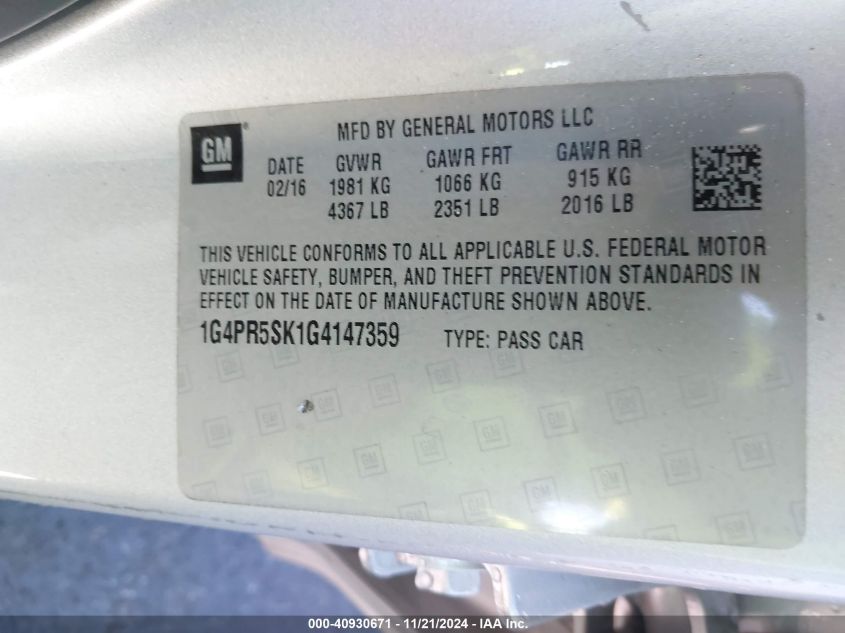 GM
MFD BY GENERAL MOTORS LLC
DATE GVWR GAWR FRT GAWR RR
02/16 1981 KG 1066 KG 915 KG
4367 LB 2351 LB 2016 LB
THIS VEHICLE CONFORMS TO ALL APPLICABLE U.S. FEDERAL MOTOR
VEHICLE SAFETY, BUMPER, AND THEFT PREVENTION STANDARDS IN
EFFECT ON THE DATE OF MANUFACTURE SHOWN ABOVE.
1G4PR5SK1G4147359 TYPE: PASS CAR
000-40930671 - 11/21/2024 - IAA Inc.